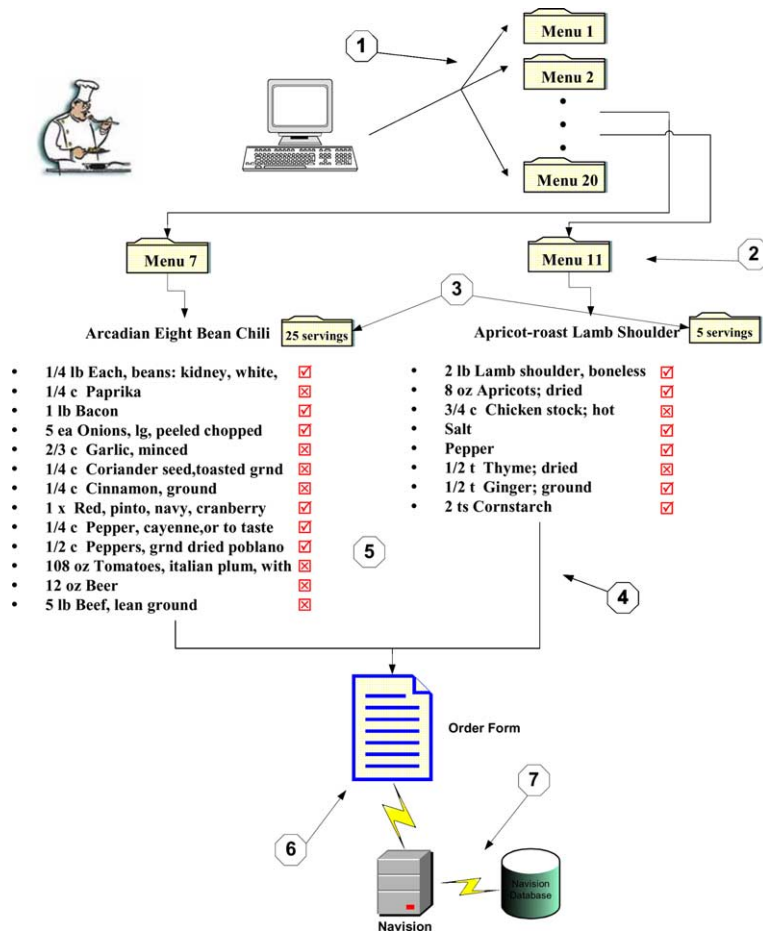 1
Menu 1
Menu 2
Menu 20
Menu 7
Menu 11
2
3
Arcadian Eight Bean Chili
25 servings
Apricot-roast Lamb Shoulder
5 servings
• 1/4 lb Each, beans: kidney, white,
• 1/4 c Paprika
• 1 lb Bacon
• 5 ea Onions, lg, peeled chopped
• 2/3 c Garlic, minced
• 1/4 c Coriander seed,toasted grnd
• 1/4 c Cinnamon, ground
• 1 x Red, pinto, navy, cranberry
• 1/4 c Pepper, cayenne,or to taste
• 1/2 c Peppers, grnd dried poblano
• 108 oz Tomatoes, italian plum, with
• 12 oz Beer
• 5 lb Beef, lean ground
• 2 lb Lamb shoulder, boneless
• 8 oz Apricots; dried
• 3/4 c Chicken stock; hot
• Salt
• Pepper
• 1/2 t Thyme; dried
• 1/2 t Ginger; ground
• 2 ts Cornstarch
5
4
Order Form
6
7
Navision
Navision
Database